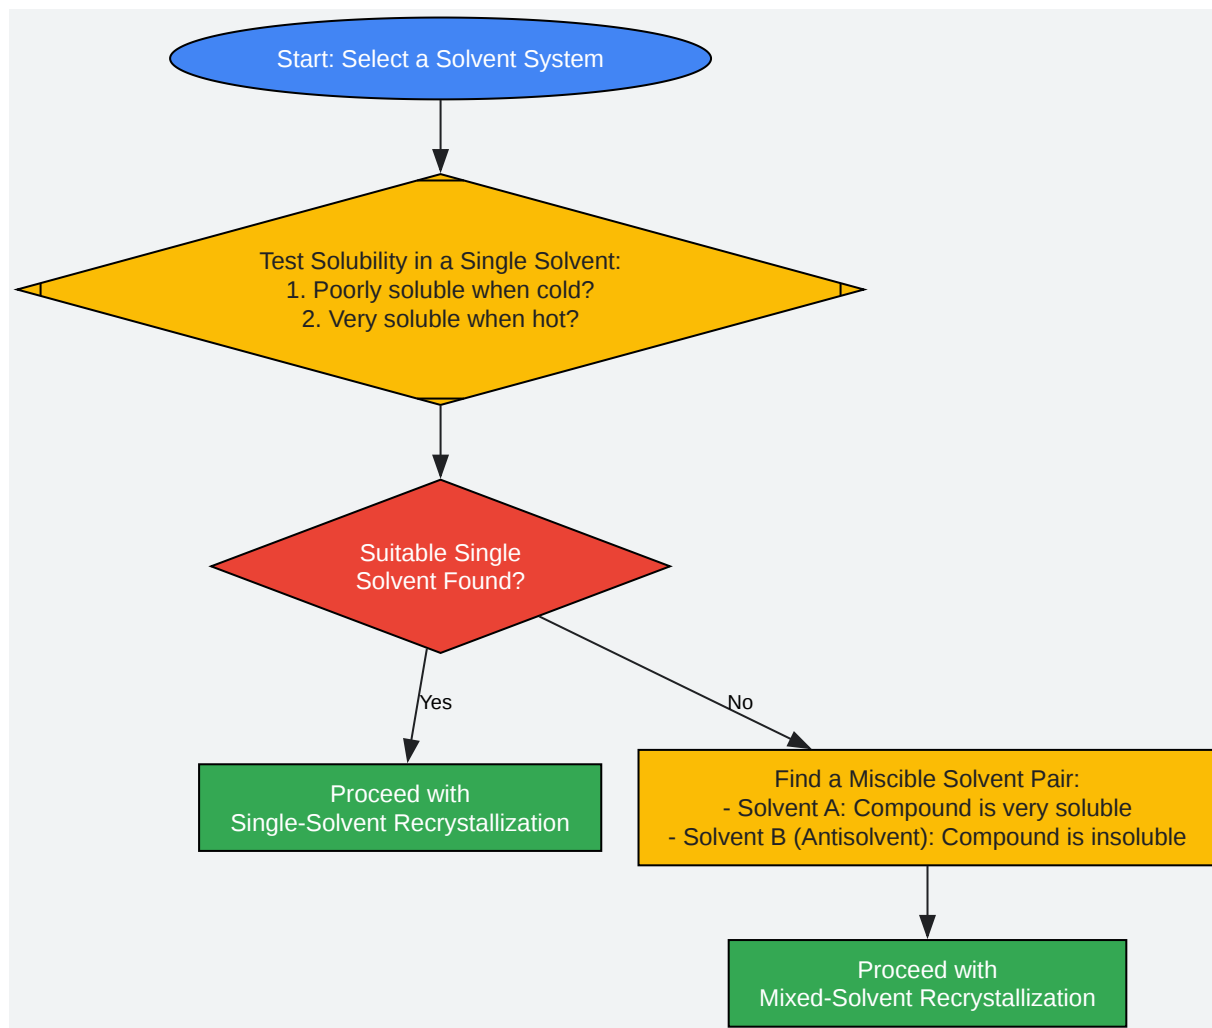 Start: Select a Solvent System
Test Solubility in a Single Solvent:
1. Poorly soluble when cold?
2. Very soluble when hot?
Suitable Single
Solvent Found?
Yes
No
Proceed with
Single-Solvent Recrystallization
Find a Miscible Solvent Pair:
- Solvent A: Compound is very soluble
- Solvent B (Antisolvent): Compound is insoluble
Proceed with
Mixed-Solvent Recrystallization